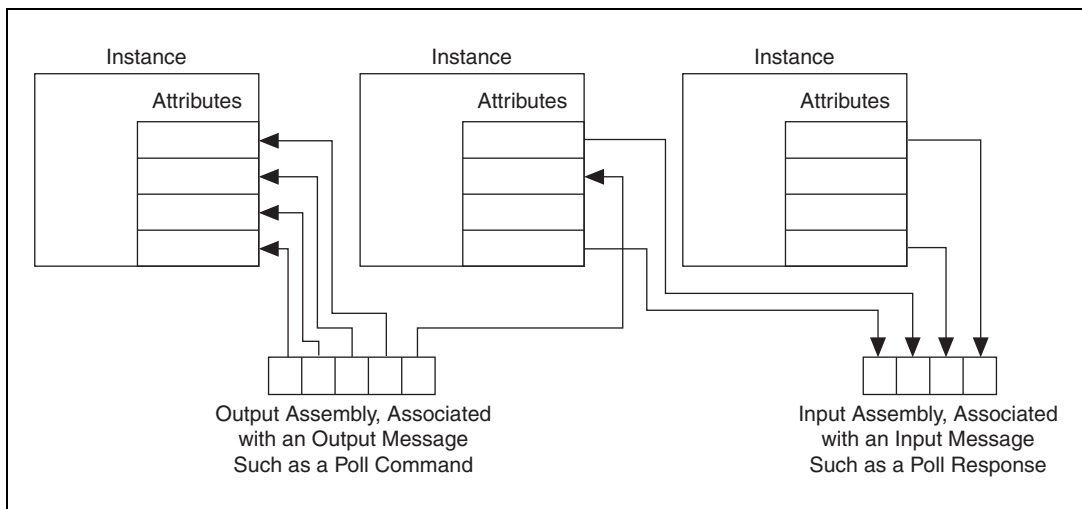 Instance
Instance
Instance
Attributes
Attributes
Attributes
Output Assembly, Associated
with an Output Message
Such as a Poll Command
Input Assembly, Associated
with an Input Message
Such as a Poll Response